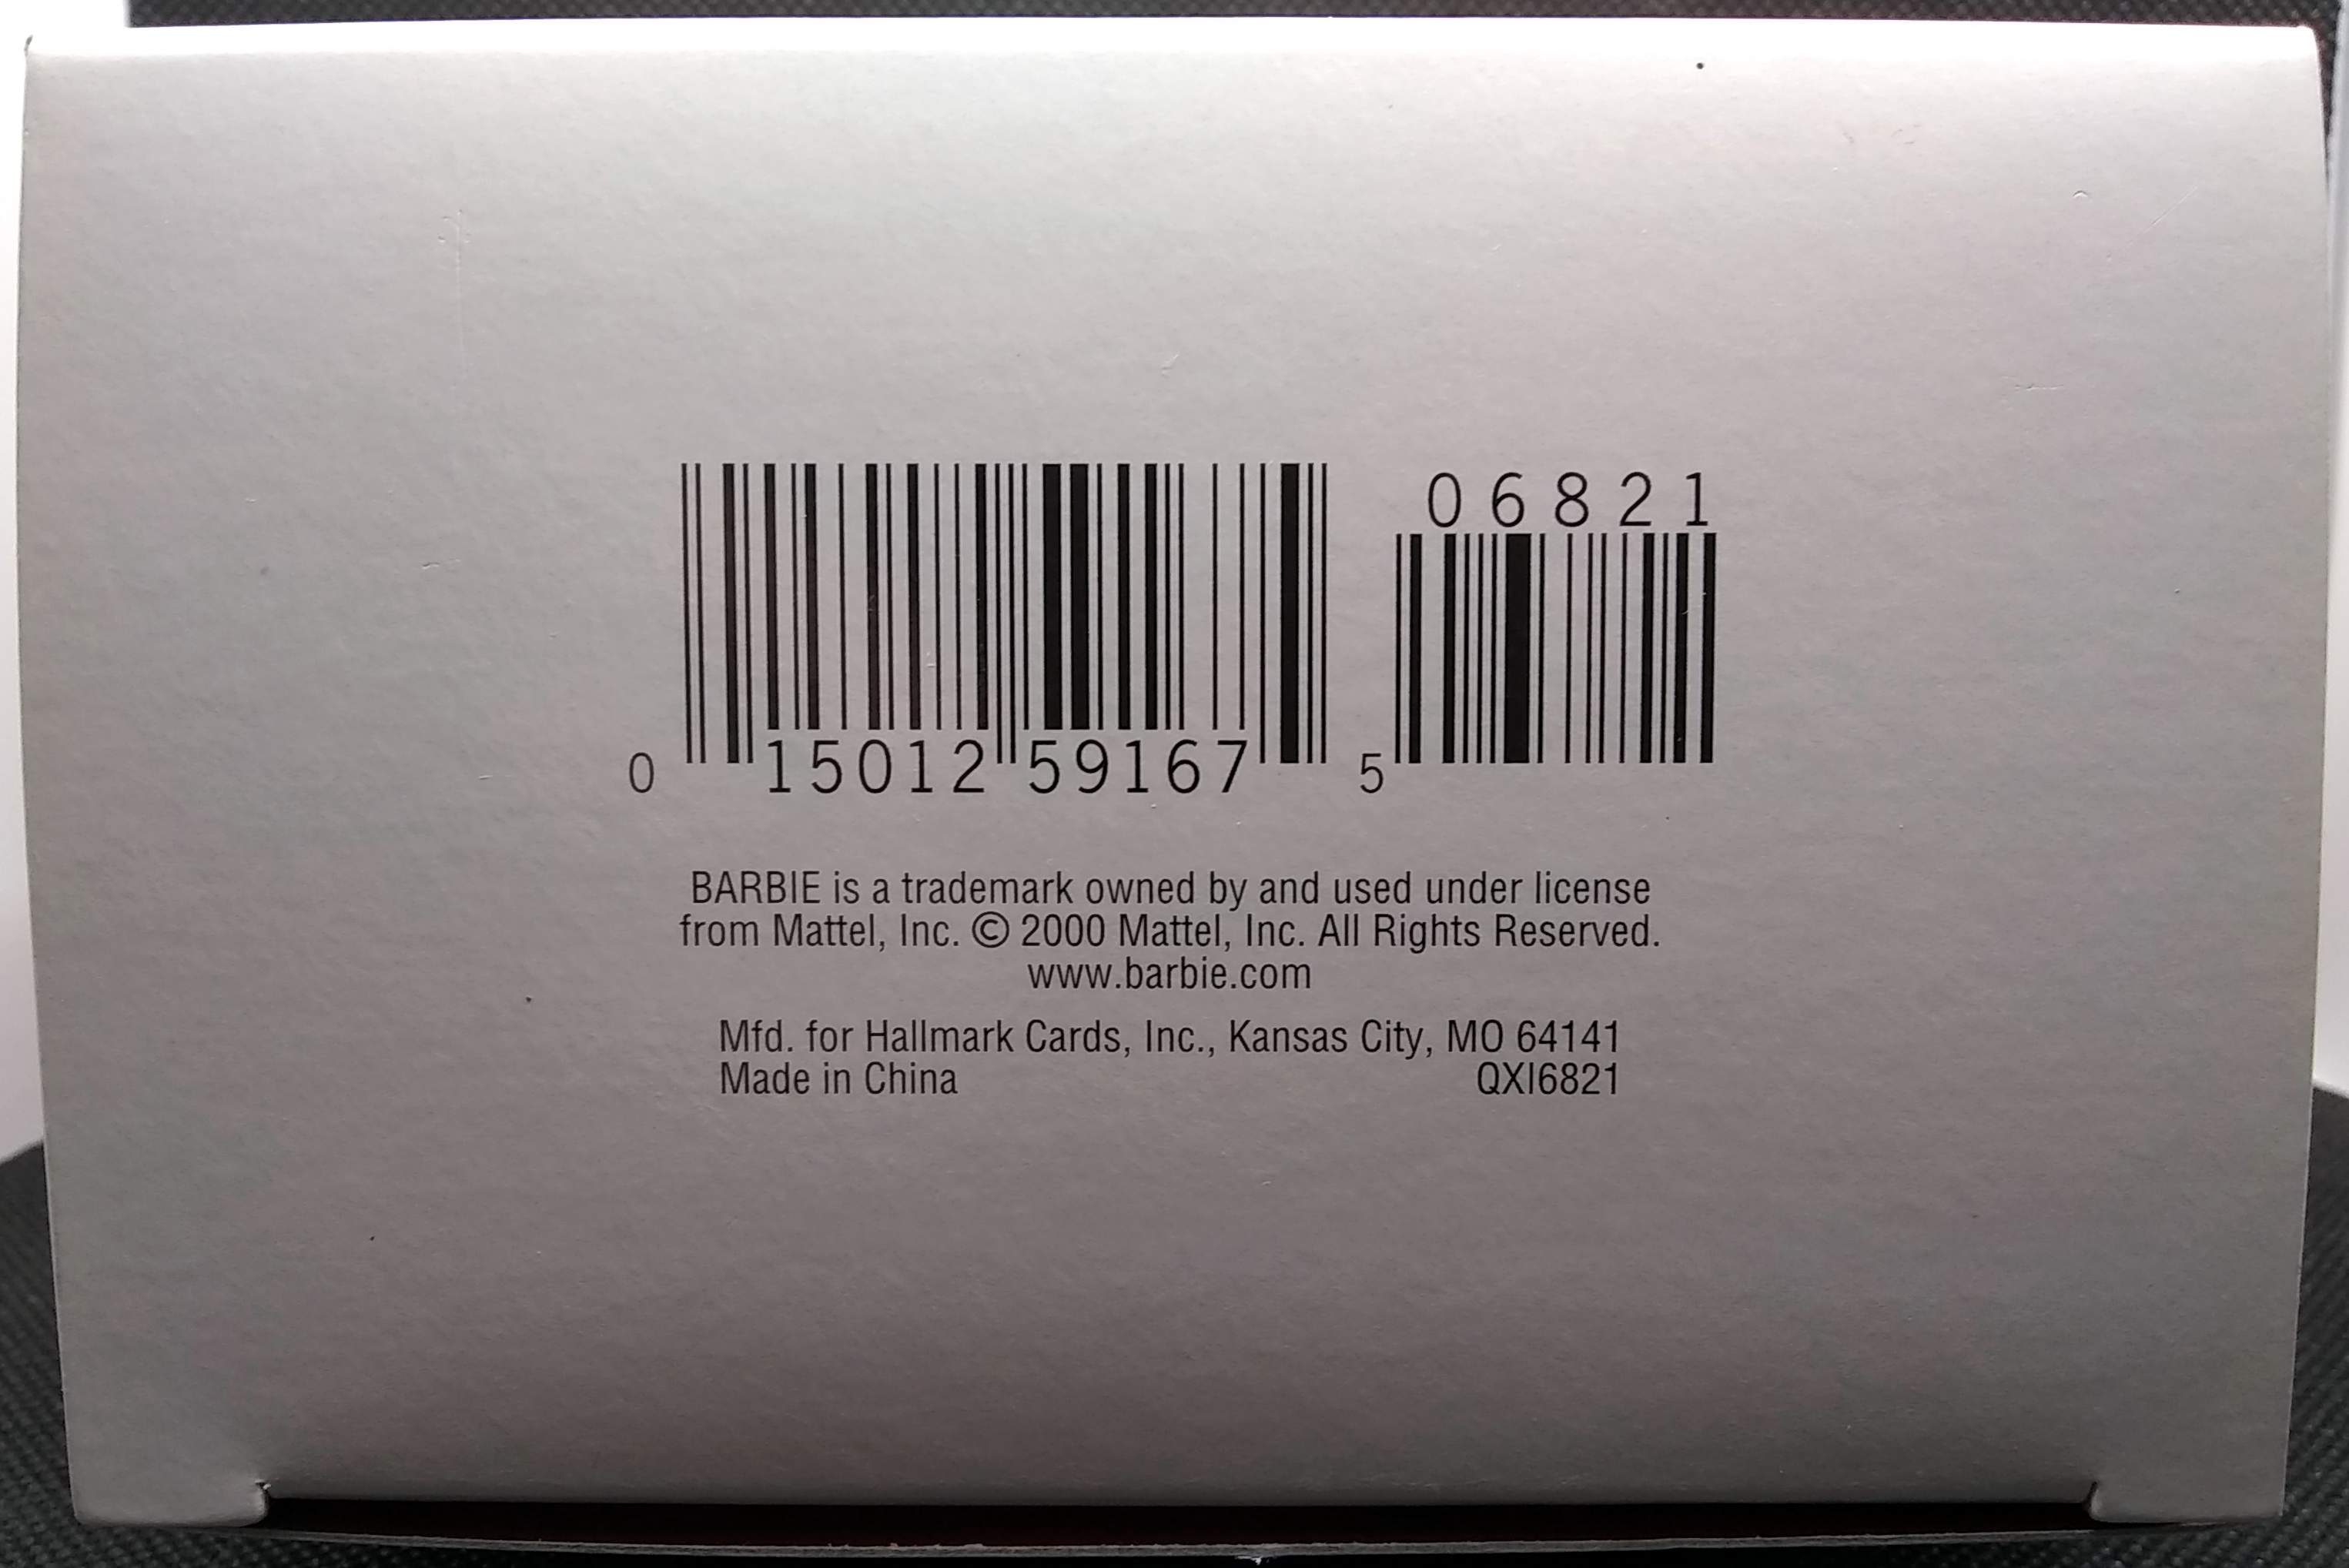 06821
0 15012 59167 5
BARBIE is a trademark owned by and used under license
from Mattel, Inc. © 2000 Mattel, Inc. All Rights Reserved.
www.barbie.com
Mfd. for Hallmark Cards, Inc., Kansas City, MO 64141
Made in China QXI6821